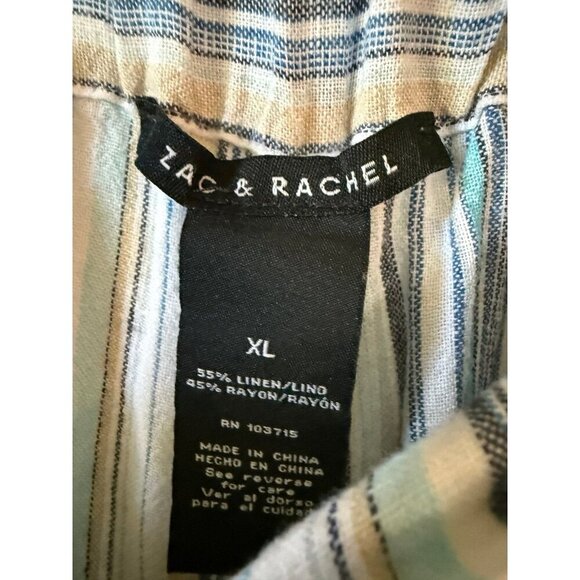 ZAC & RACHEL
XL
55% LINEN/LINO
45% RAYON/RAYÓN
RN 103715
MADE IN CHINA
HECHO EN CHINA
See reverse
for care
Ver al dorso
para el cuidad